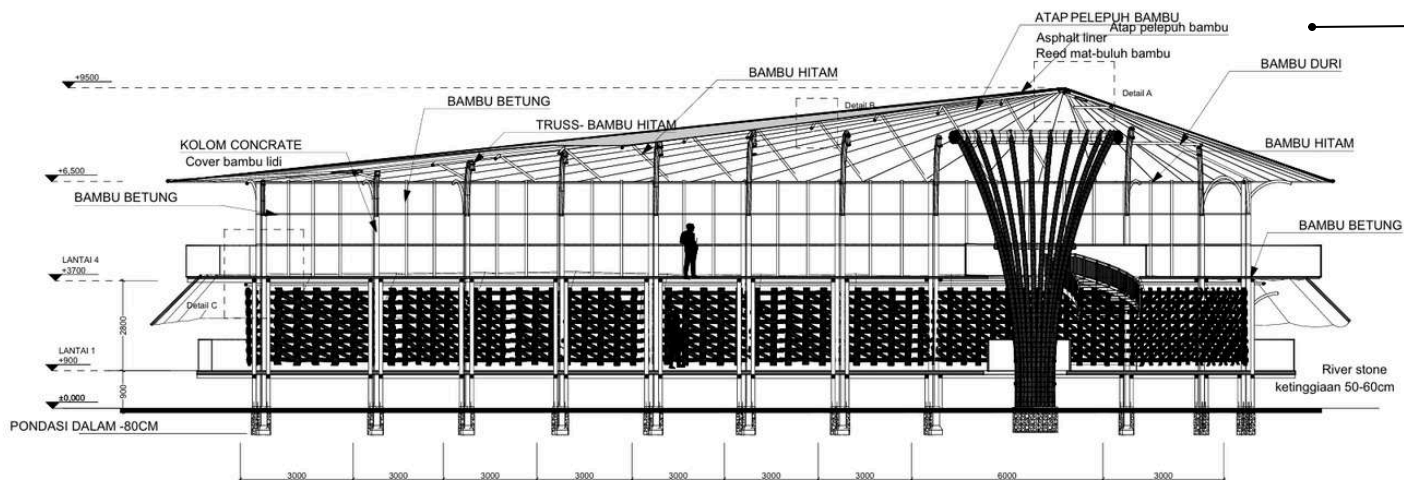 ATAP PELEPUH BAMBU
Atap pelepuh bambu
Asphalt liner
Reed mat-buluh bambu
BAMBU DURI
+9500
BAMBU HITAM
Detail A
BAMBU BETUNG
Detail B
TRUSS- BAMBU HITAM
KOLOM CONCRATE
Cover bambu lidi
BAMBU HITAM
+6,500
BAMBU BETUNG
BAMBU BETUNG
LANTAI 4
+3700
Detail C
2800
LANTAI 1
+900
River stone
ketinggiaan 50-60cm
900
±0.000
PONDASI DALAM -80CM
3000
3000
3000
3000
3000
3000
3000
6000
3000